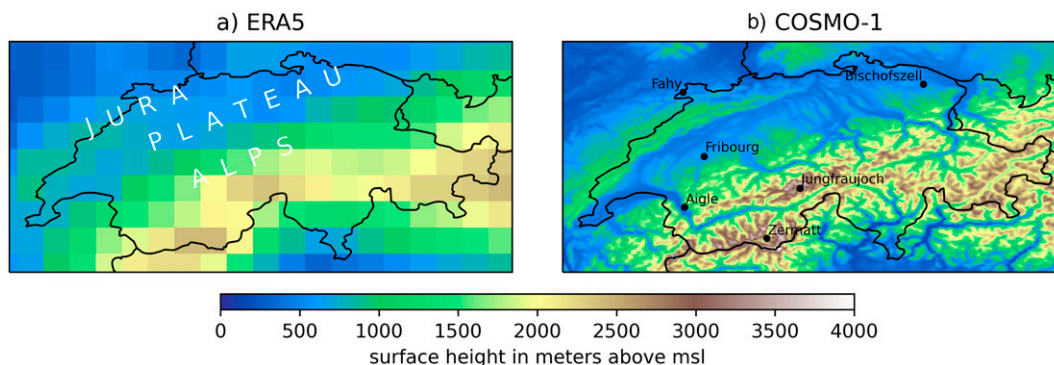 a) ERA5
b) COSMO-1
JURA
PLATEAU
ALPS
Fahy
Bischofszell
Fribourg
Jungfraujoch
Aigle
Zermatt
0 500 1000 1500 2000 2500 3000 3500 4000
surface height in meters above msl